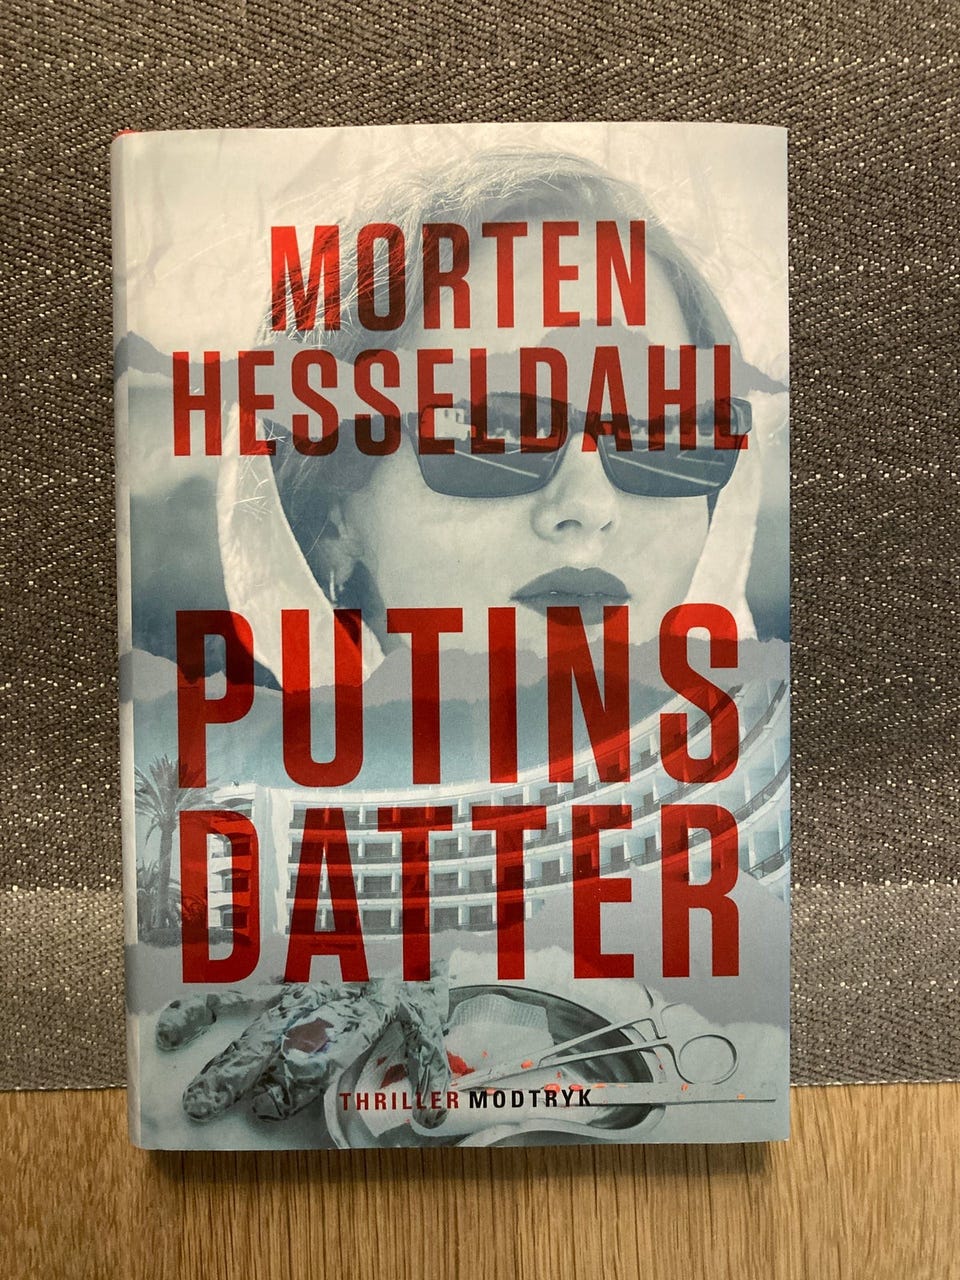 MORTEN
HESSELDAHL
PUTINS
DATTER
THRILLER MODTRYK